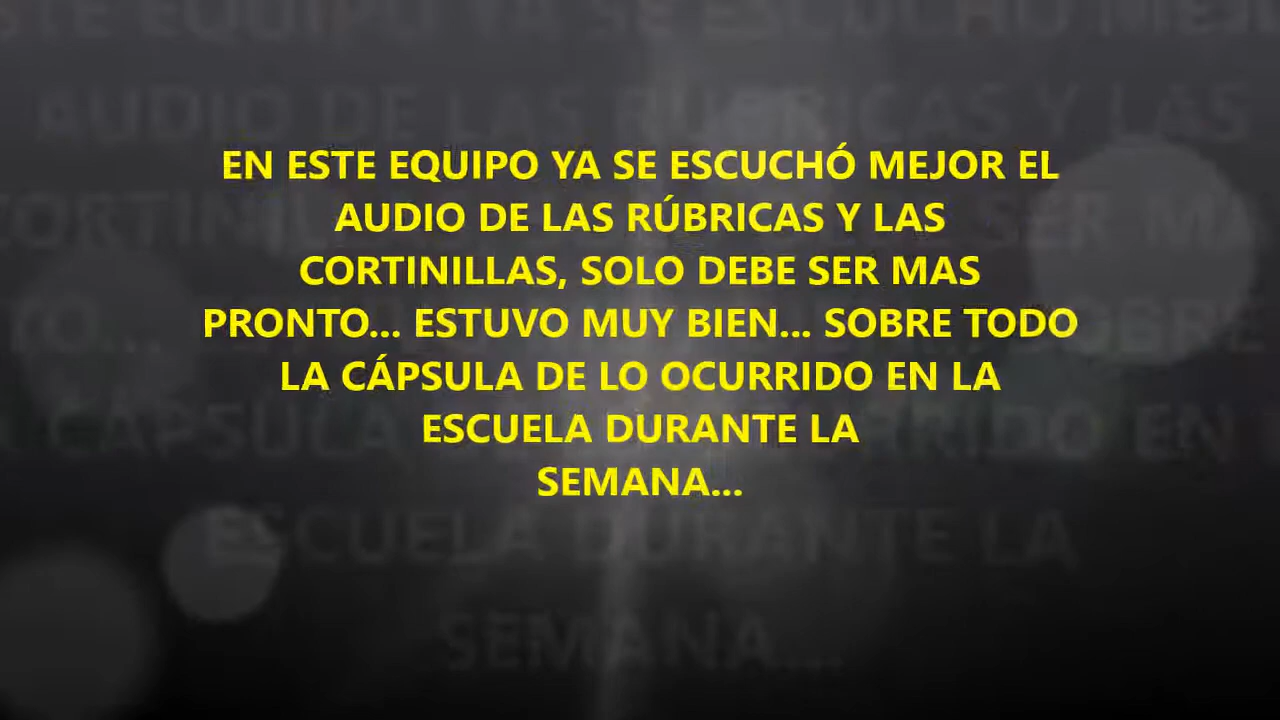 EN ESTE EQUIPO YA SE ESCUCHÓ MEJOR EL
AUDIO DE LAS RÚBRICAS Y LAS
CORTINILLAS, SOLO DEBE SER MAS
PRONTO... ESTUVO MUY BIEN... SOBRE TODO
LA CÁPSULA DE LO OCURRIDO EN LA
ESCUELA DURANTE LA
SEMANA...